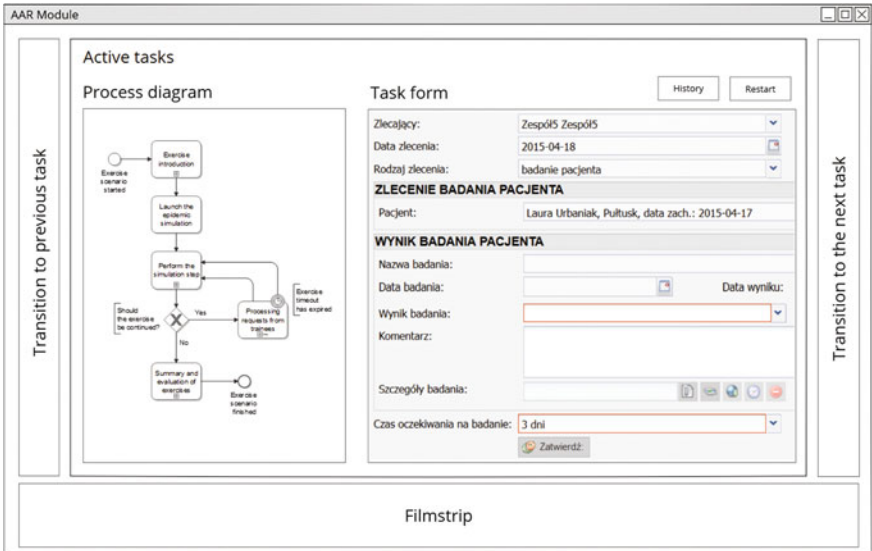 AAR Module
Transition to previous task
Active tasks
Process diagram
Exercise
scenario
started
Exercise
introduction
Launch the
epidemic
simulation
Perform the
simulation step
Should
the exercise
be continued?
Yes
No
Processing
requests from
trainees
Exercise
timeout
has expired
Summary and
evaluation of
exercises
Exercise
scenario
finished
Task form
History
Restart
Zlecający: Zespół5 Zespół5
Data zlecenia: 2015-04-18
Rodzaj zlecenia: badanie pacjenta
ZLECENIE BADANIA PACJENTA
Pacjent: Laura Urbaniak, Pułtusk, data zach.: 2015-04-17
WYNIK BADANIA PACJENTA
Nazwa badania:
Data badania: Data wyniku:
Wynik badania:
Komentarz:
Szczegóły badania:
Czas oczekiwania na badanie: 3 dni
Zatwierdź:
Transition to the next task
Filmstrip